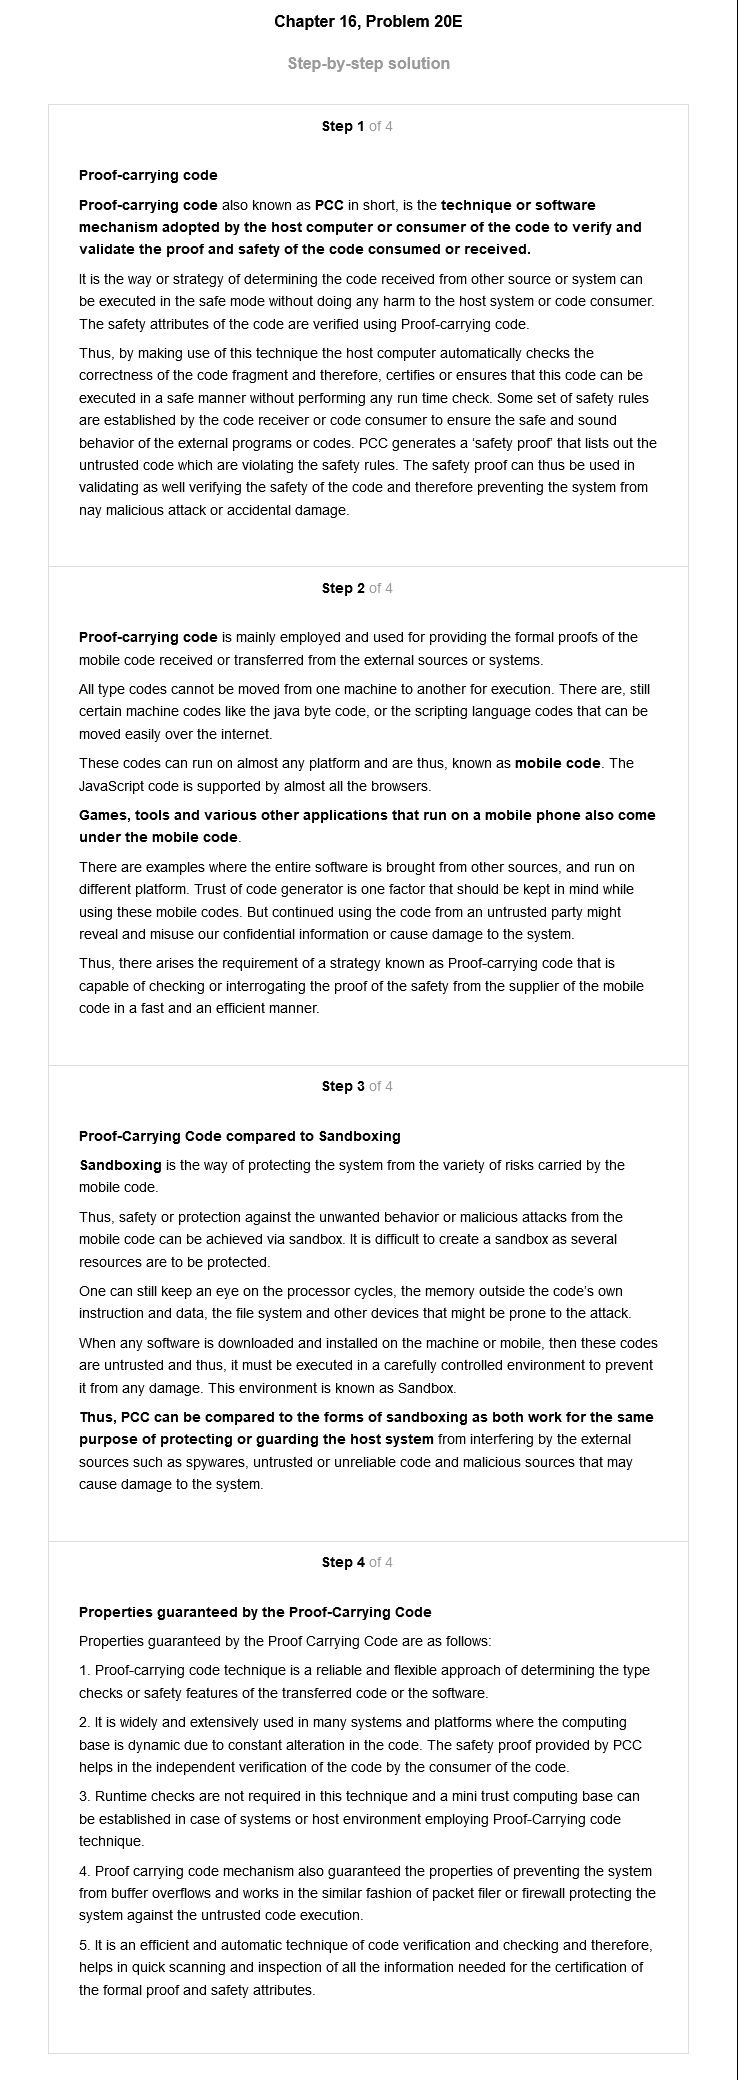 Chapter 16, Problem 20E
Step-by-step solution
Step 1 of 4
Proof-carrying code
Proof-carrying code also known as PCC in short, is the technique or software
mechanism adopted by the host computer or consumer of the code to verify and
validate the proof and safety of the code consumed or received.
It is the way or strategy of determining the code received from other source or system can
be executed in the safe mode without doing any harm to the host system or code consumer.
The safety attributes of the code are verified using Proof-carrying code.
Thus, by making use of this technique the host computer automatically checks the
correctness of the code fragment and therefore, certifies or ensures that this code can be
executed in a safe manner without performing any run time check. Some set of safety rules
are established by the code receiver or code consumer to ensure the safe and sound
behavior of the external programs or codes. PCC generates a ‘safety proof’ that lists out the
untrusted code which are violating the safety rules. The safety proof can thus be used in
validating as well verifying the safety of the code and therefore preventing the system from
nay malicious attack or accidental damage.
Step 2 of 4
Proof-carrying code is mainly employed and used for providing the formal proofs of the
mobile code received or transferred from the external sources or systems.
All type codes cannot be moved from one machine to another for execution. There are, still
certain machine codes like the java byte code, or the scripting language codes that can be
moved easily over the internet.
These codes can run on almost any platform and are thus, known as mobile code. The
JavaScript code is supported by almost all the browsers.
Games, tools and various other applications that run on a mobile phone also come
under the mobile code.
There are examples where the entire software is brought from other sources, and run on
different platform. Trust of code generator is one factor that should be kept in mind while
using these mobile codes. But continued using the code from an untrusted party might
reveal and misuse our confidential information or cause damage to the system.
Thus, there arises the requirement of a strategy known as Proof-carrying code that is
capable of checking or interrogating the proof of the safety from the supplier of the mobile
code in a fast and an efficient manner.
Step 3 of 4
Proof-Carrying Code compared to Sandboxing
Sandboxing is the way of protecting the system from the variety of risks carried by the
mobile code.
Thus, safety or protection against the unwanted behavior or malicious attacks from the
mobile code can be achieved via sandbox. It is difficult to create a sandbox as several
resources are to be protected.
One can still keep an eye on the processor cycles, the memory outside the code’s own
instruction and data, the file system and other devices that might be prone to the attack.
When any software is downloaded and installed on the machine or mobile, then these codes
are untrusted and thus, it must be executed in a carefully controlled environment to prevent
it from any damage. This environment is known as Sandbox.
Thus, PCC can be compared to the forms of sandboxing as both work for the same
purpose of protecting or guarding the host system from interfering by the external
sources such as spywares, untrusted or unreliable code and malicious sources that may
cause damage to the system.
Step 4 of 4
Properties guaranteed by the Proof-Carrying Code
Properties guaranteed by the Proof Carrying Code are as follows:
1. Proof-carrying code technique is a reliable and flexible approach of determining the type
checks or safety features of the transferred code or the software.
2. It is widely and extensively used in many systems and platforms where the computing
base is dynamic due to constant alteration in the code. The safety proof provided by PCC
helps in the independent verification of the code by the consumer of the code.
3. Runtime checks are not required in this technique and a mini trust computing base can
be established in case of systems or host environment employing Proof-Carrying code
technique.
4. Proof carrying code mechanism also guaranteed the properties of preventing the system
from buffer overflows and works in the similar fashion of packet filer or firewall protecting the
system against the untrusted code execution.
5. It is an efficient and automatic technique of code verification and checking and therefore,
helps in quick scanning and inspection of all the information needed for the certification of
the formal proof and safety attributes.